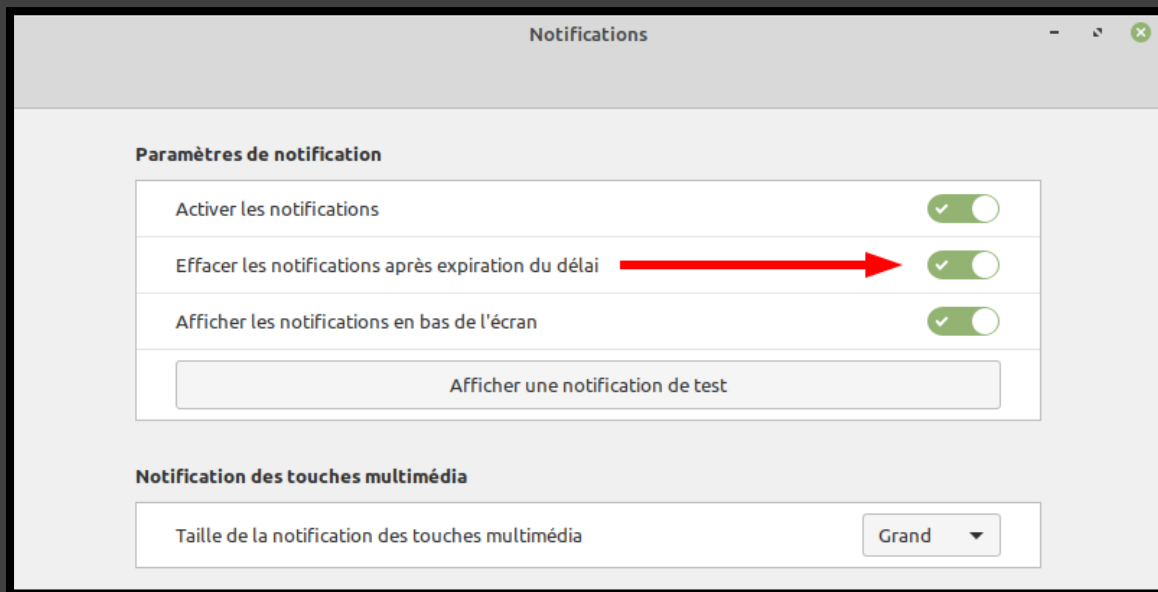 Notifications
Paramètres de notification
Activer les notifications
Effacer les notifications après expiration du délai
Afficher les notifications en bas de l'écran
Afficher une notification de test
Notification des touches multimédia
Taille de la notification des touches multimédia
Grand